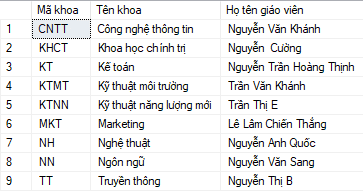 Mã khoa Tên khoa Họ tên giáo viên
1 CNTT Công nghệ thông tin Nguyễn Văn Khánh
2 KHCT Khoa học chính trị Nguyễn Cường
3 KT Kế toán Nguyễn Trần Hoàng Thịnh
4 KTMT Kỹ thuật môi trường Trần Văn Khánh
5 KTNN Kỹ thuật năng lượng mới Trần Thị E
6 MKT Marketing Lê Lâm Chiến Thắng
7 NH Nghệ thuật Nguyễn Anh Quốc
8 NN Ngôn ngữ Nguyễn Văn Sang
9 TT Truyền thông Nguyễn Thị B